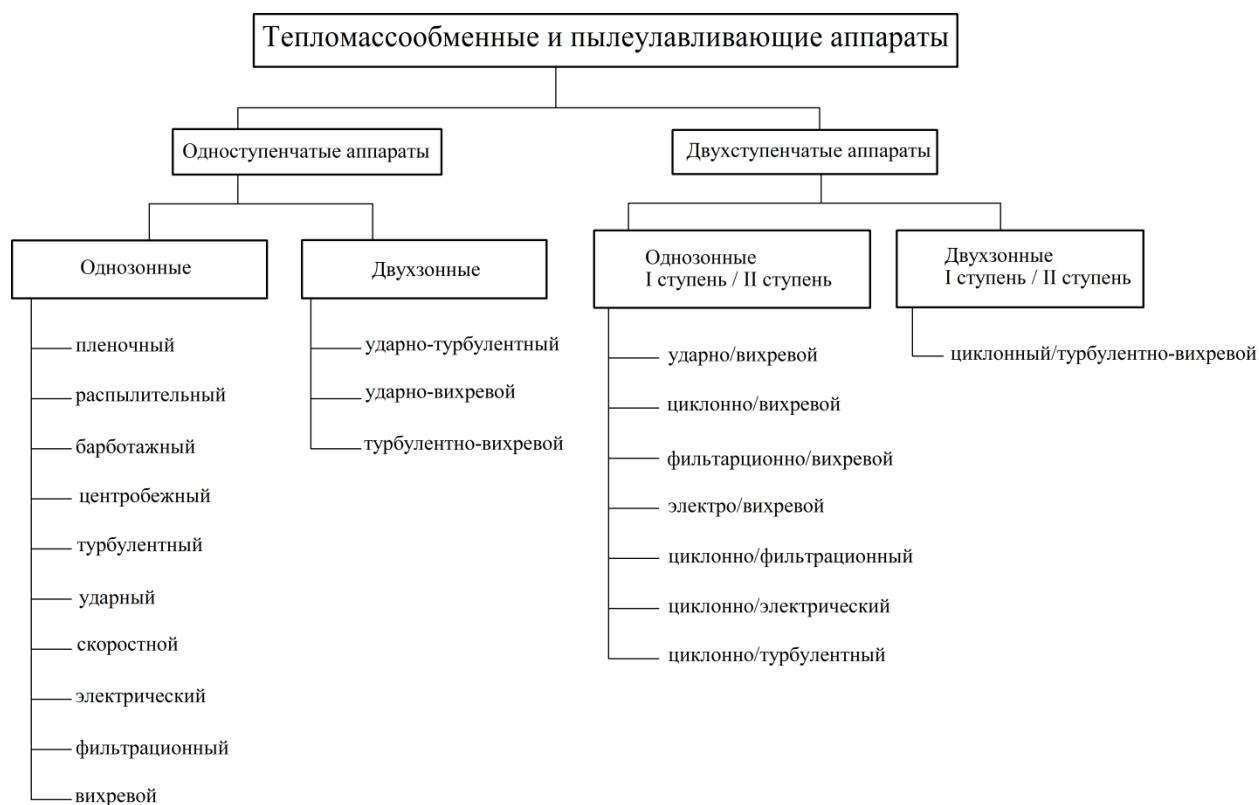 Тепломассообменные и пылеулавливающие аппараты
Одноступенчатые аппараты
Двухступенчатые аппараты
Однозонные
Двухзонные
Однозонные
I ступень / II ступень
Двухзонные
I ступень / II ступень
пленочный
распылительный
барботажный
центробежный
турбулентный
ударный
скоростной
электрический
фильтрационный
вихревой
ударно-турбулентный
ударно-вихревой
турбулентно-вихревой
ударно/вихревой
циклонно/вихревой
фильтарционно/вихревой
электро/вихревой
циклонно/фильтрационный
циклонно/электрический
циклонно/турбулентный
циклонный/турбулентно-вихревой